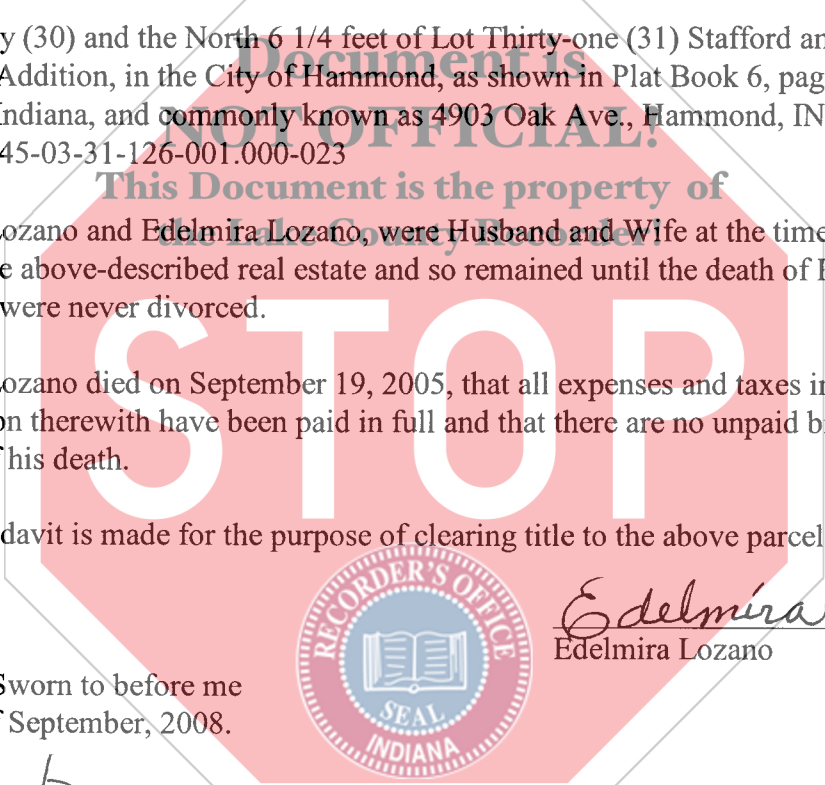 y (30) and the North 6 1/4 feet of Lot Thirty-one (31) Stafford an
Document is
Addition, in the City of Hammond, as shown in Plat Book 6, pag
Indiana, and commonly known as 4903 Oak Ave., Hammond, IN
NOT OFFICIAL!
45-03-31-126-001.000-023
This Document is the property of
ozano and Edelmira Lozano, were Husband and Wife at the time
the Lake County Recorder!
e above-described real estate and so remained until the death of
were never divorced.
STOP
ozano died on September 19, 2005, that all expenses and taxes in
on therewith have been paid in full and that there are no unpaid b
his death.
davit is made for the purpose of clearing title to the above parcel
RECORDER'S OFFICE
SEAL
INDIANA
Edelmira
Edelmira Lozano
Sworn to before me
September, 2008.